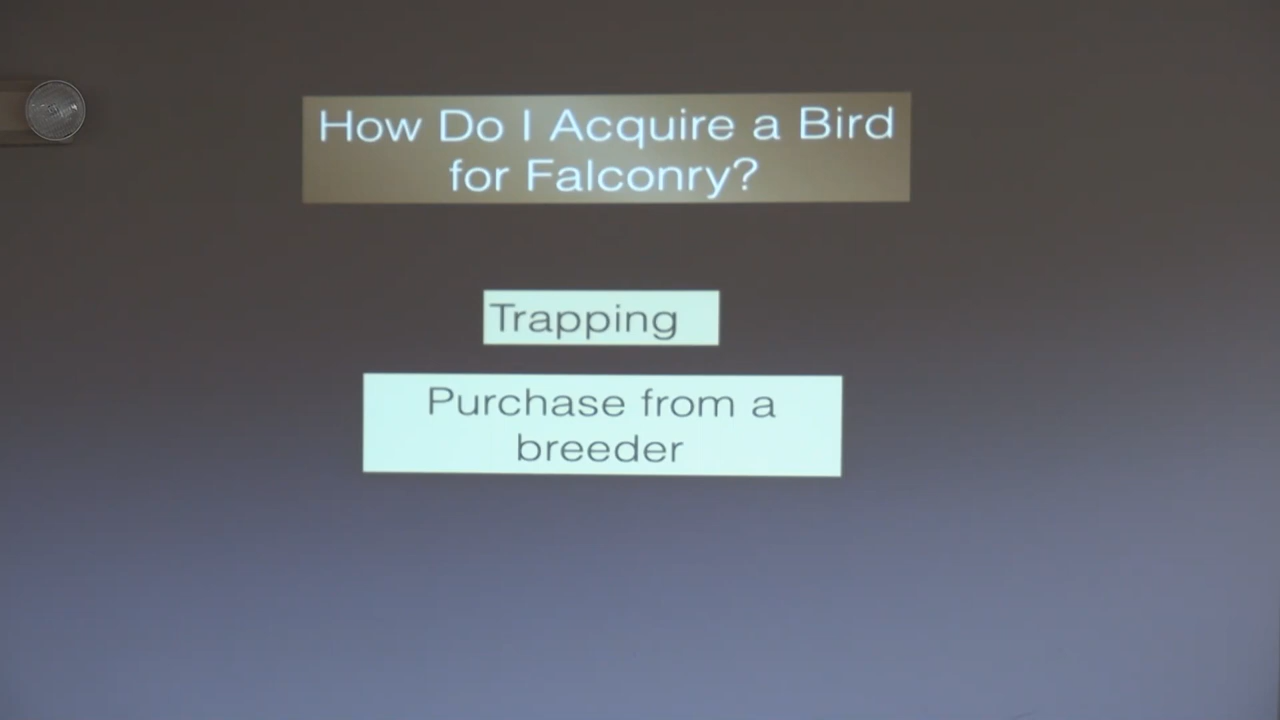 How Do I Acquire a Bird
for Falconry?
Trapping
Purchase from a
breeder